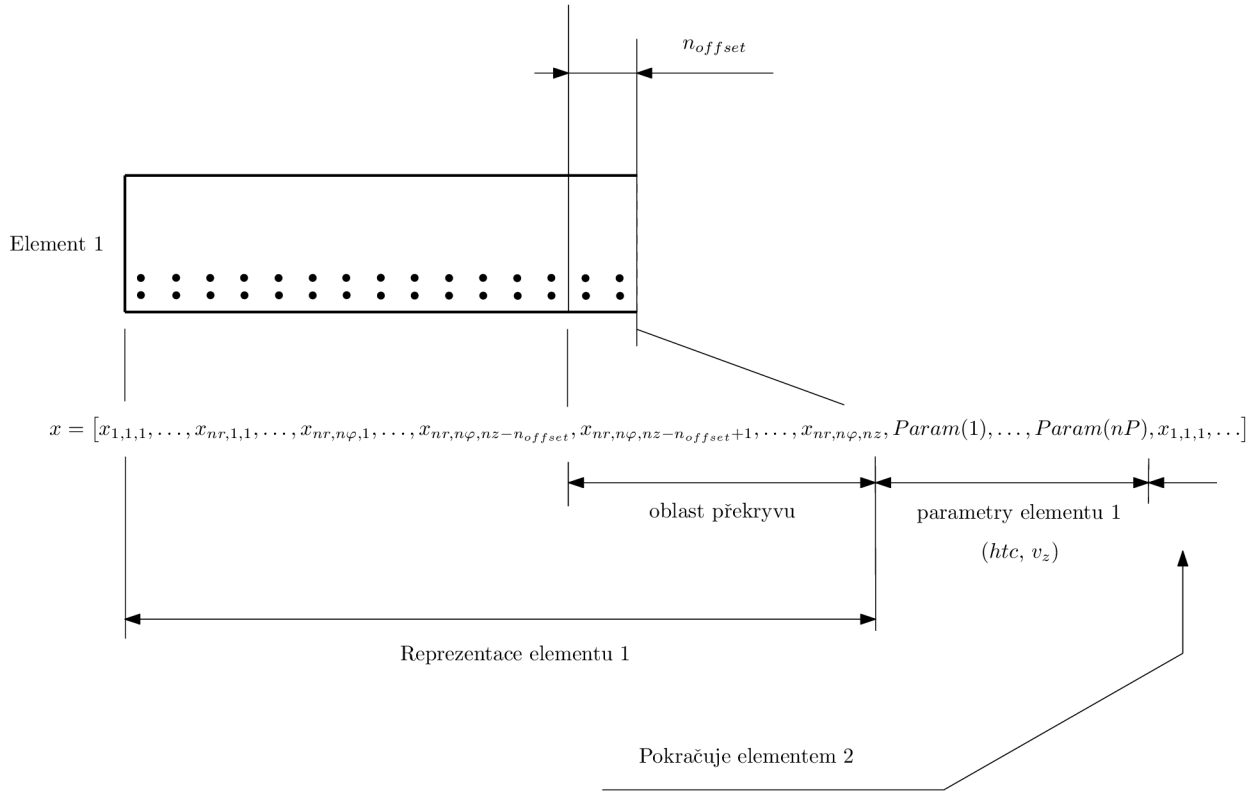 n_{offset}
Element 1
x = [x_{1,1,1}, …, x_{nr,1,1}, …, x_{nr,nφ,1}, …, x_{nr,nφ,nz−n_{offset}}, x_{nr,nφ,nz−n_{offset}+1}, …, x_{nr,nφ,nz}, Param(1), …, Param(nP), x_{1,1,1}, …]
oblast překryvu
parametry elementu 1
(htc, v_z)
Reprezentace elementu 1
Pokračuje elementem 2